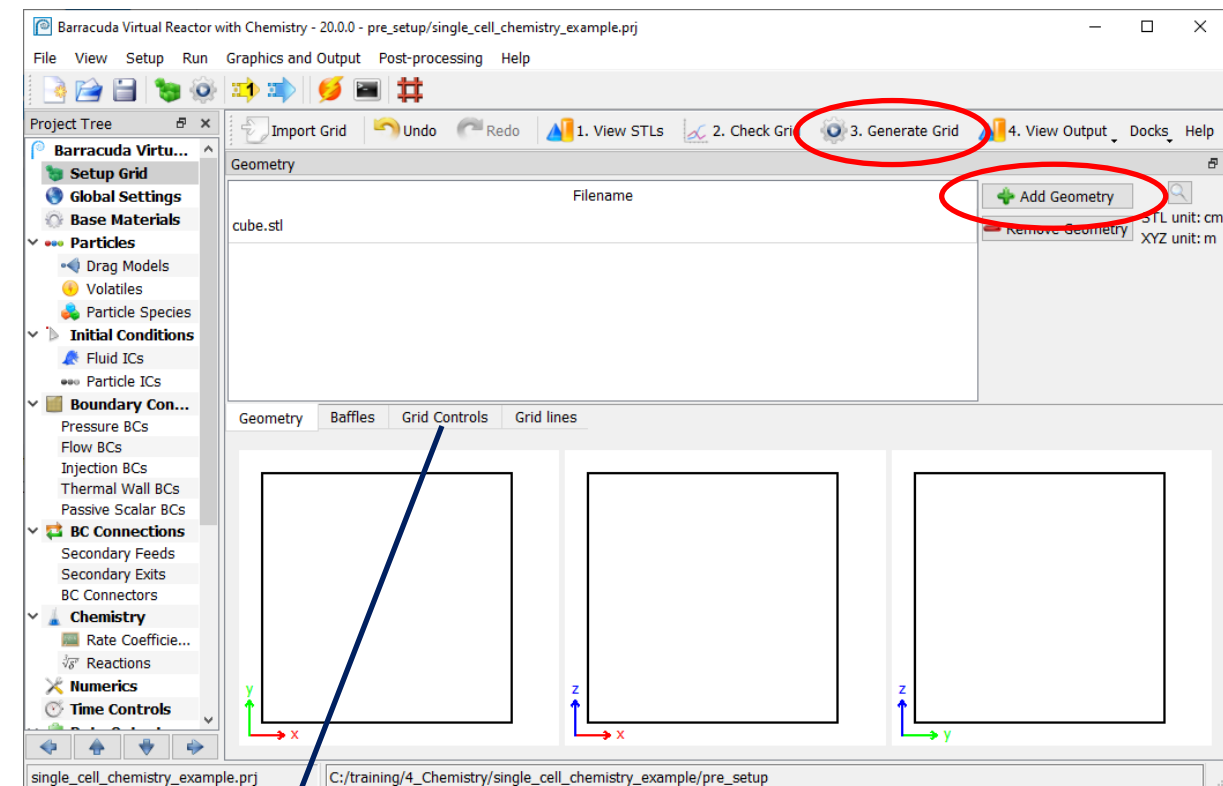 Barracuda Virtual Reactor with Chemistry - 20.0.0 - pre_setup/single_cell_chemistry_example.prj
File View Setup Run Graphics and Output Post-processing Help
Project Tree
Import Grid Undo Redo 1. View STLs 2. Check Gri 3. Generate Grid 4. View Output Docks Help
Barracuda Virtu...
Setup Grid
Global Settings
Base Materials
Particles
Drag Models
Volatiles
Particle Species
Initial Conditions
Fluid ICs
Particle ICs
Boundary Con...
Pressure BCs
Flow BCs
Injection BCs
Thermal Wall BCs
Passive Scalar BCs
BC Connections
Secondary Feeds
Secondary Exits
BC Connectors
Chemistry
Rate Coefficie...
Reactions
Numerics
Time Controls
Geometry
Filename
cube.stl
Add Geometry
Remove Geometry
STL unit: cm
XYZ unit: m
Geometry Baffles Grid Controls Grid lines
y
x
z
x
z
y
single_cell_chemistry_example.prj C:/training/4_Chemistry/single_cell_chemistry_example/pre_setup